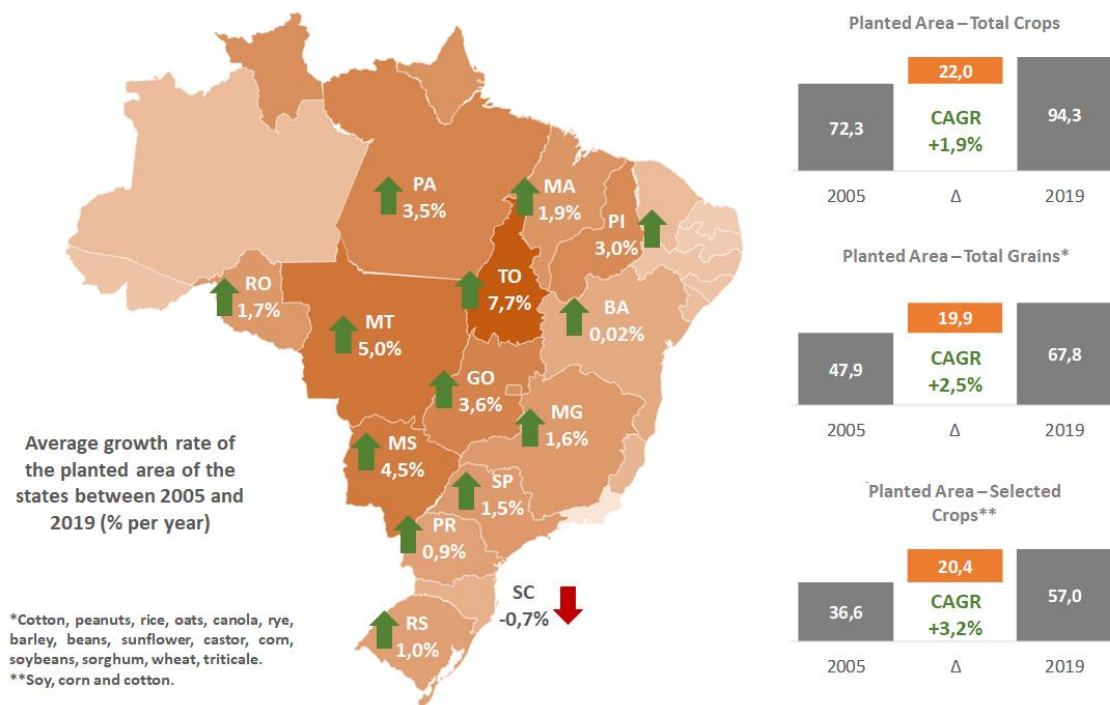 PA
3,5%
MA
1,9%
PI
3,0%
RO
1,7%
MT
5,0%
TO
7,7%
BA
0,02%
GO
3,6%
MG
1,6%
MS
4,5%
SP
1,5%
PR
0,9%
SC
-0,7%
RS
1,0%
Average growth rate of
the planted area of the
states between 2005 and
2019 (% per year)
*Cotton, peanuts, rice, oats, canola, rye,
barley, beans, sunflower, castor, corn,
soybeans, sorghum, wheat, triticale.
**Soy, corn and cotton.
Planted Area – Total Crops
22,0
72,3
CAGR
+1,9%
94,3
2005 Δ 2019
Planted Area – Total Grains*
19,9
47,9
CAGR
+2,5%
67,8
2005 Δ 2019
Planted Area – Selected
Crops**
20,4
36,6
CAGR
+3,2%
57,0
2005 Δ 2019